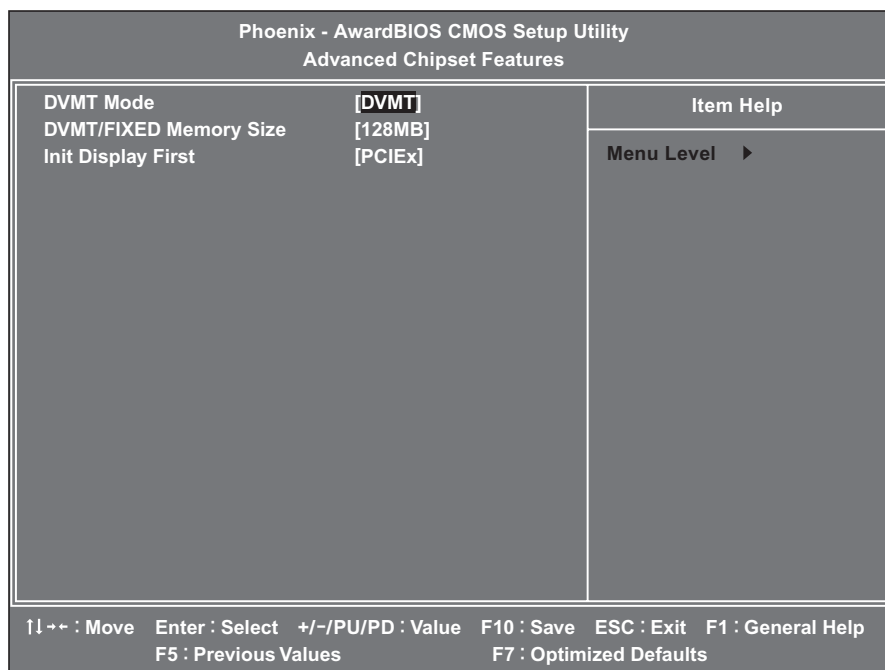 Phoenix - AwardBIOS CMOS Setup Utility
Advanced Chipset Features
DVMT Mode [DVMT]
DVMT/FIXED Memory Size [128MB]
Init Display First [PCIEx]
Item Help
Menu Level ▶
↑↓→← : Move Enter : Select +/-/PU/PD : Value F10 : Save ESC : Exit F1 : General Help
F5 : Previous Values F7 : Optimized Defaults